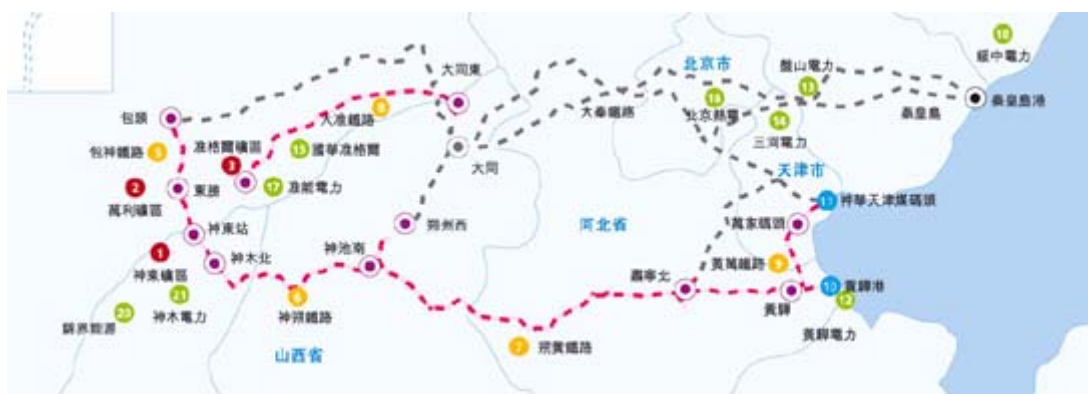 18
綏中電力
北京市
盤山電力
13
大同東
大秦鐵路
16
北京熱電
秦皇島
秦皇島港
8
大准鐵路
14
三河電力
包頭
准格爾礦區
15
國華准格爾
大同
天津市
包神鐵路
5
3
11
神華天津煤碼頭
2
萬利礦區
東勝
17
准能電力
朔州西
河北省
萬家碼頭
神東站
神池南
1
神東礦區
神木北
肅寧北
黃萬鐵路
9
10
黃驊港
12
21
神木電力
6
神朔鐵路
黃驊
20
錦界能源
黃驊電力
山西省
7
朔黃鐵路